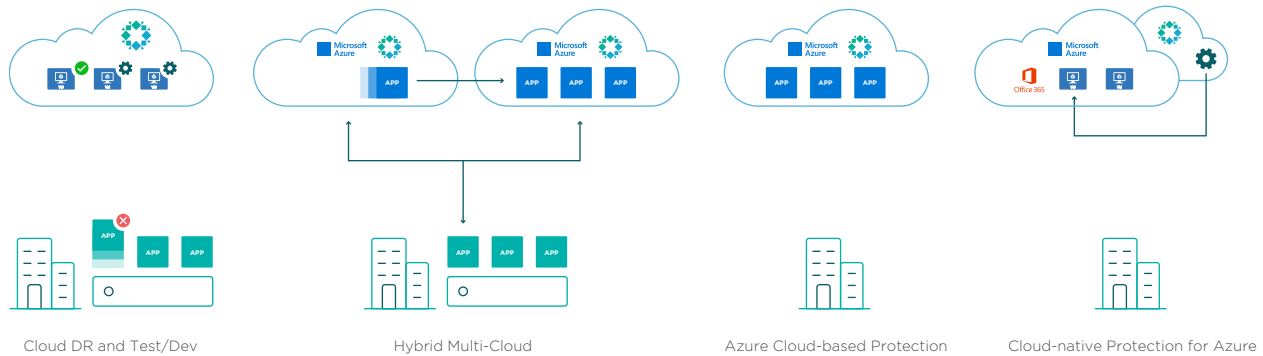 Microsoft
Azure
APP
Microsoft
Azure
APP
APP
APP
Microsoft
Azure
APP
APP
APP
Microsoft
Azure
Office 365
APP
APP
APP
APP
APP
APP
Cloud DR and Test/Dev
Hybrid Multi-Cloud
Azure Cloud-based Protection
Cloud-native Protection for Azure